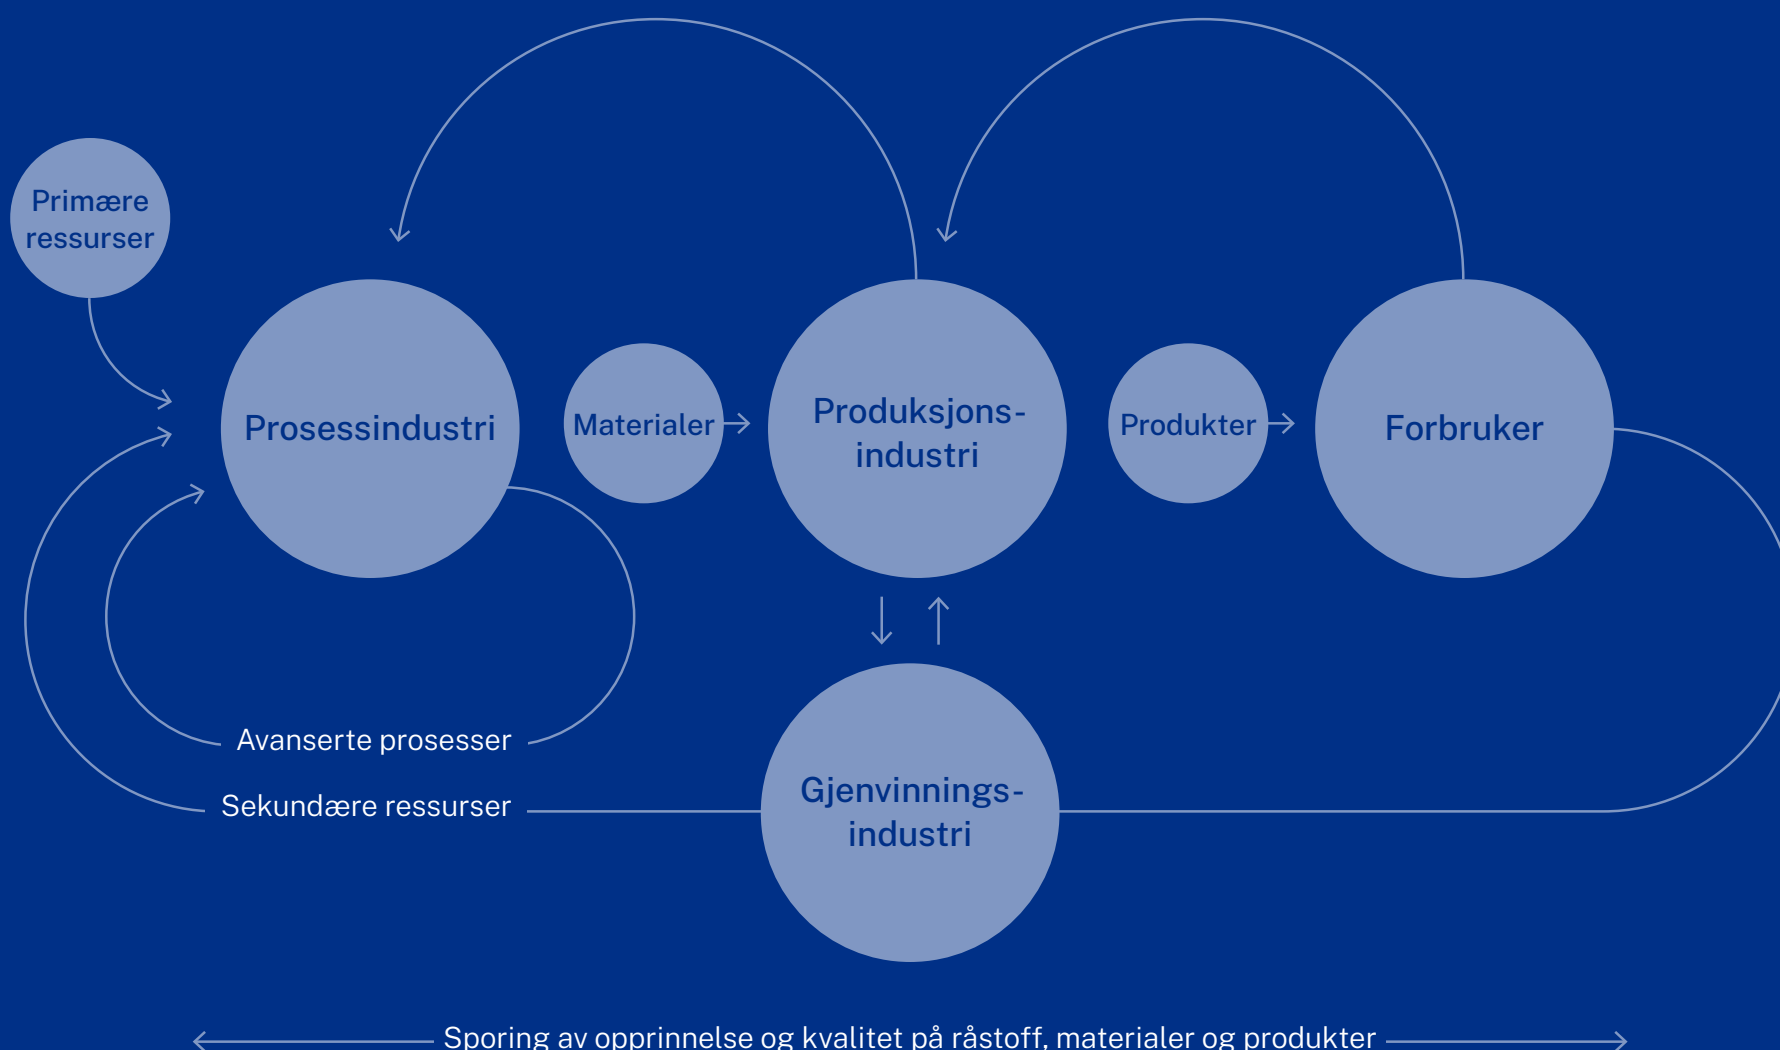 Primære
ressurser
Prosessindustri
Materialer
Produksjons-
industri
Produkter
Forbruker
Avanserte prosesser
Sekundære ressurser
Gjenvinnings-
industri
Sporing av opprinnelse og kvalitet på råstoff, materialer og produkter